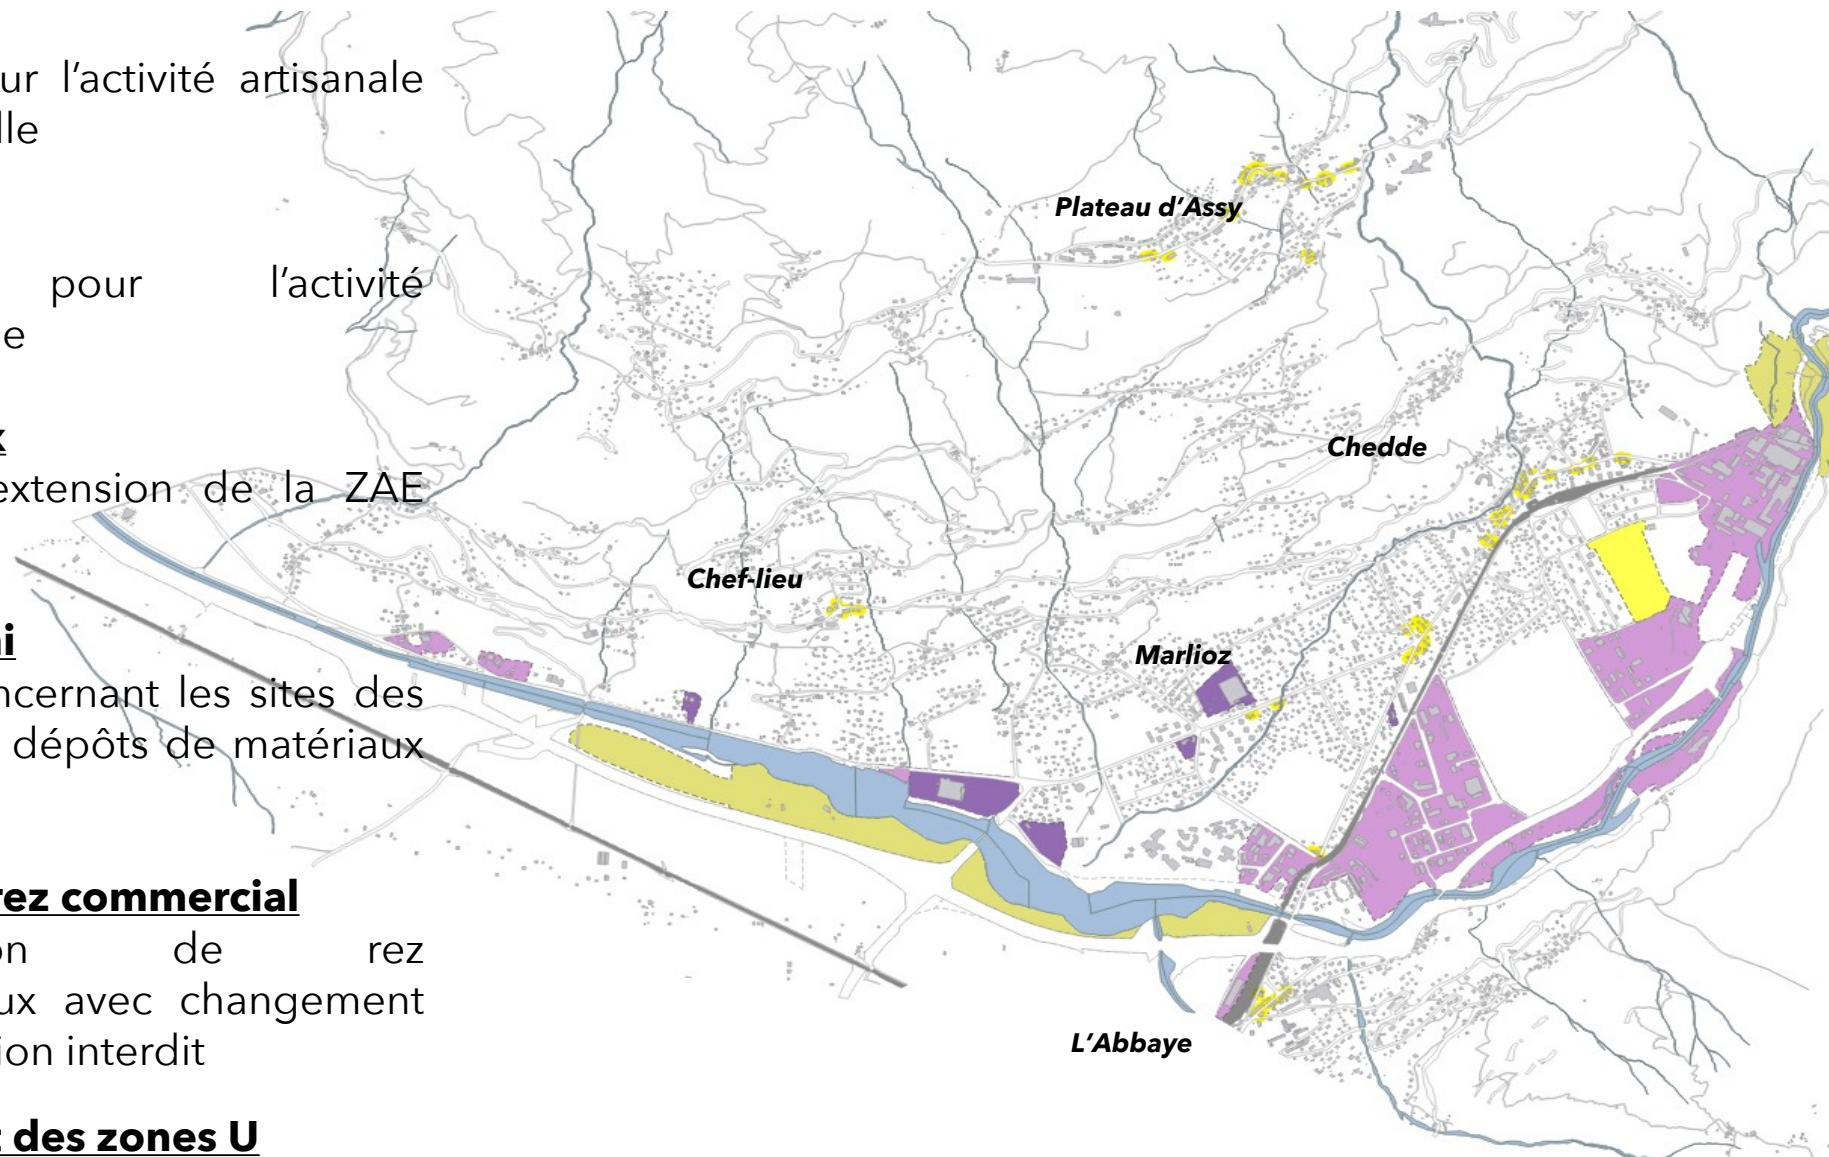 ur l'activité artisanale
lle
pour l'activité
e
x
extension de la ZAE
ni
ncernant les sites des
dépôts de matériaux
rez commercial
on de rez
ux avec changement
ion interdit
t des zones U
Plateau d'Assy
Chedde
Chef-lieu
Marlioz
L'Abbaye